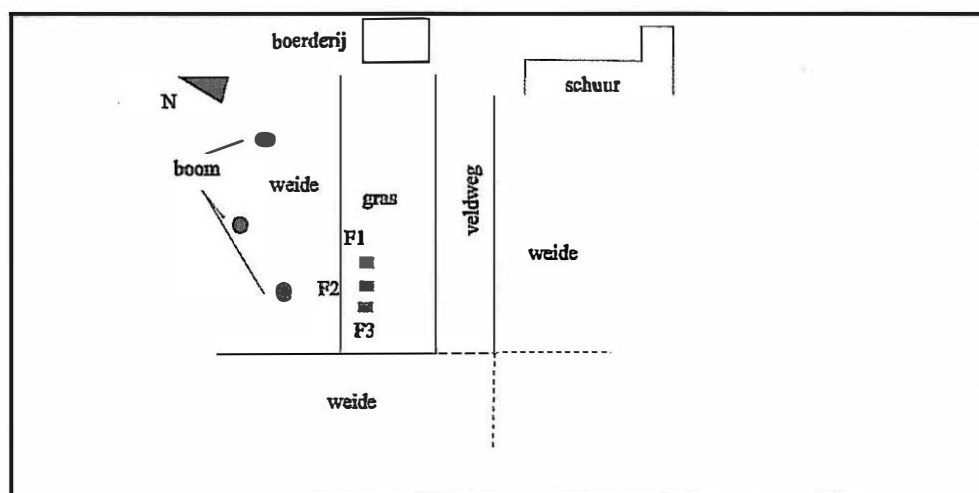 boerderij
schuur
N
boom
weide
gras
veldweg
F1
weide
F2
F3
weide